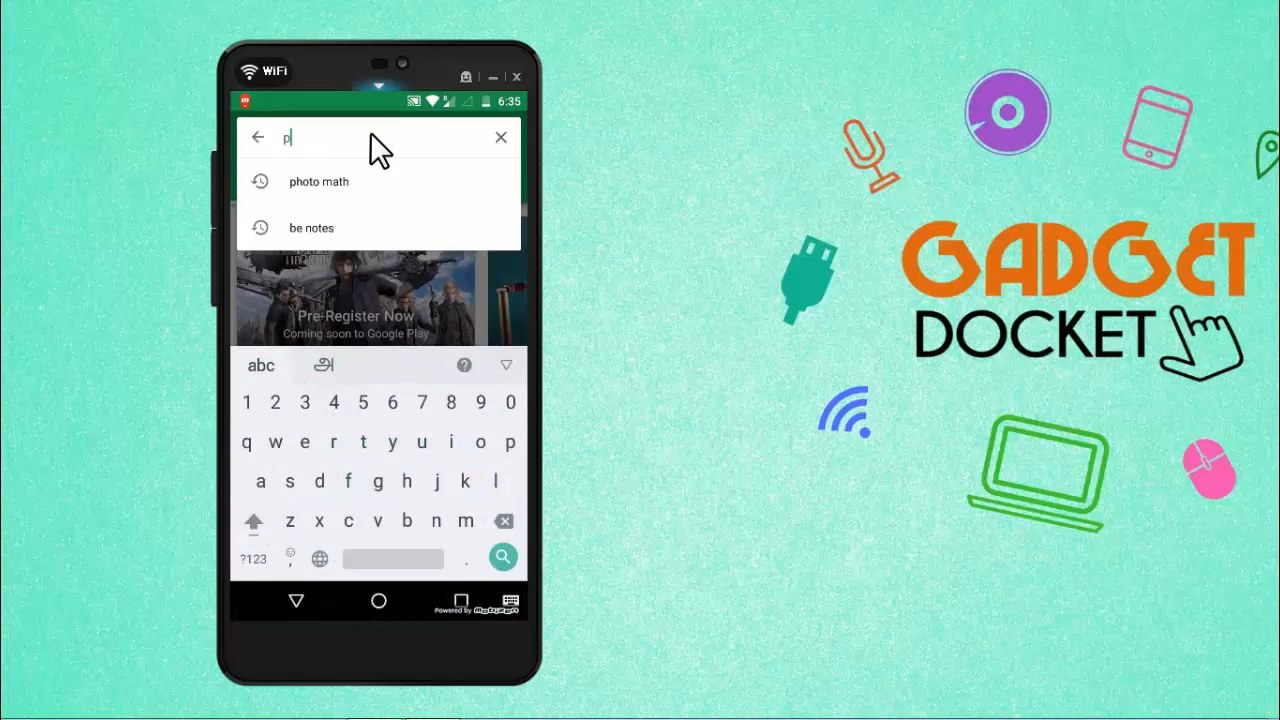 WiFi
6:35
p
photo math
be notes
Pre-Register Now
Coming soon to Google Play
abc அ
1 2 3 4 5 6 7 8 9 0
q w e r t y u i o p
a s d f g h j k l
z x c v b n m
?123 , .
Powered by Mobizen
GADGET
DOCKET